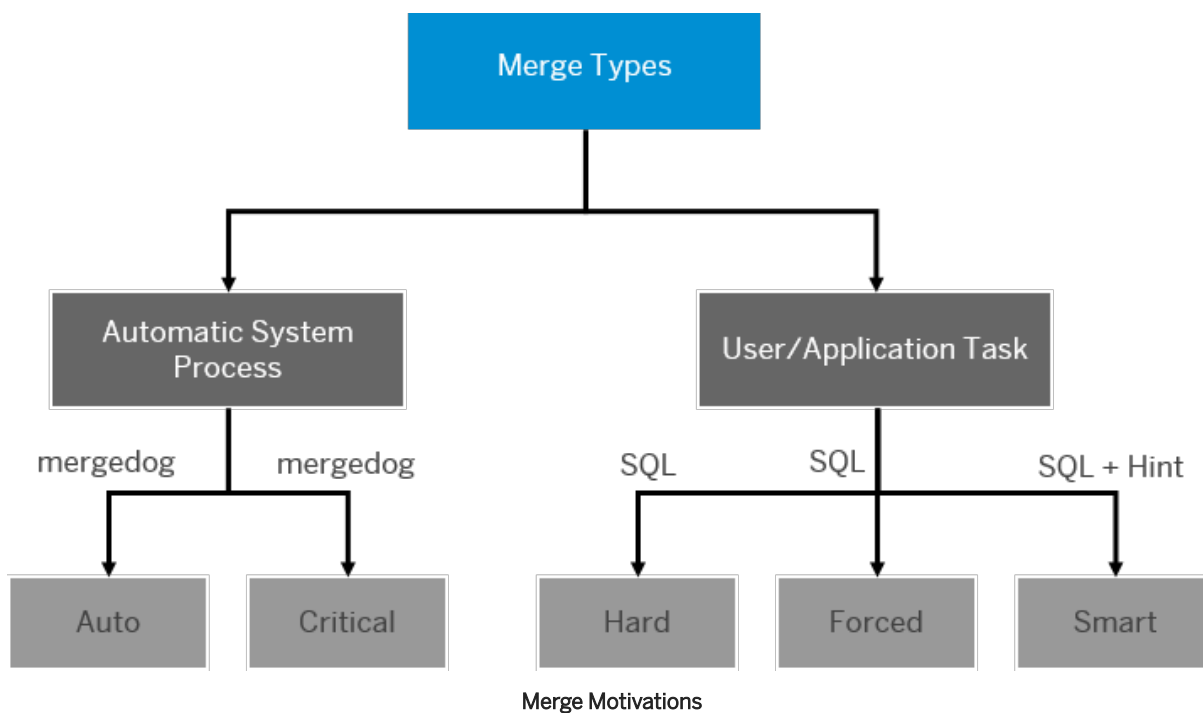 Merge Types
Automatic System
Process
User/Application Task
mergedog
mergedog
SQL
SQL
SQL + Hint
Auto
Critical
Hard
Forced
Smart
Merge Motivations